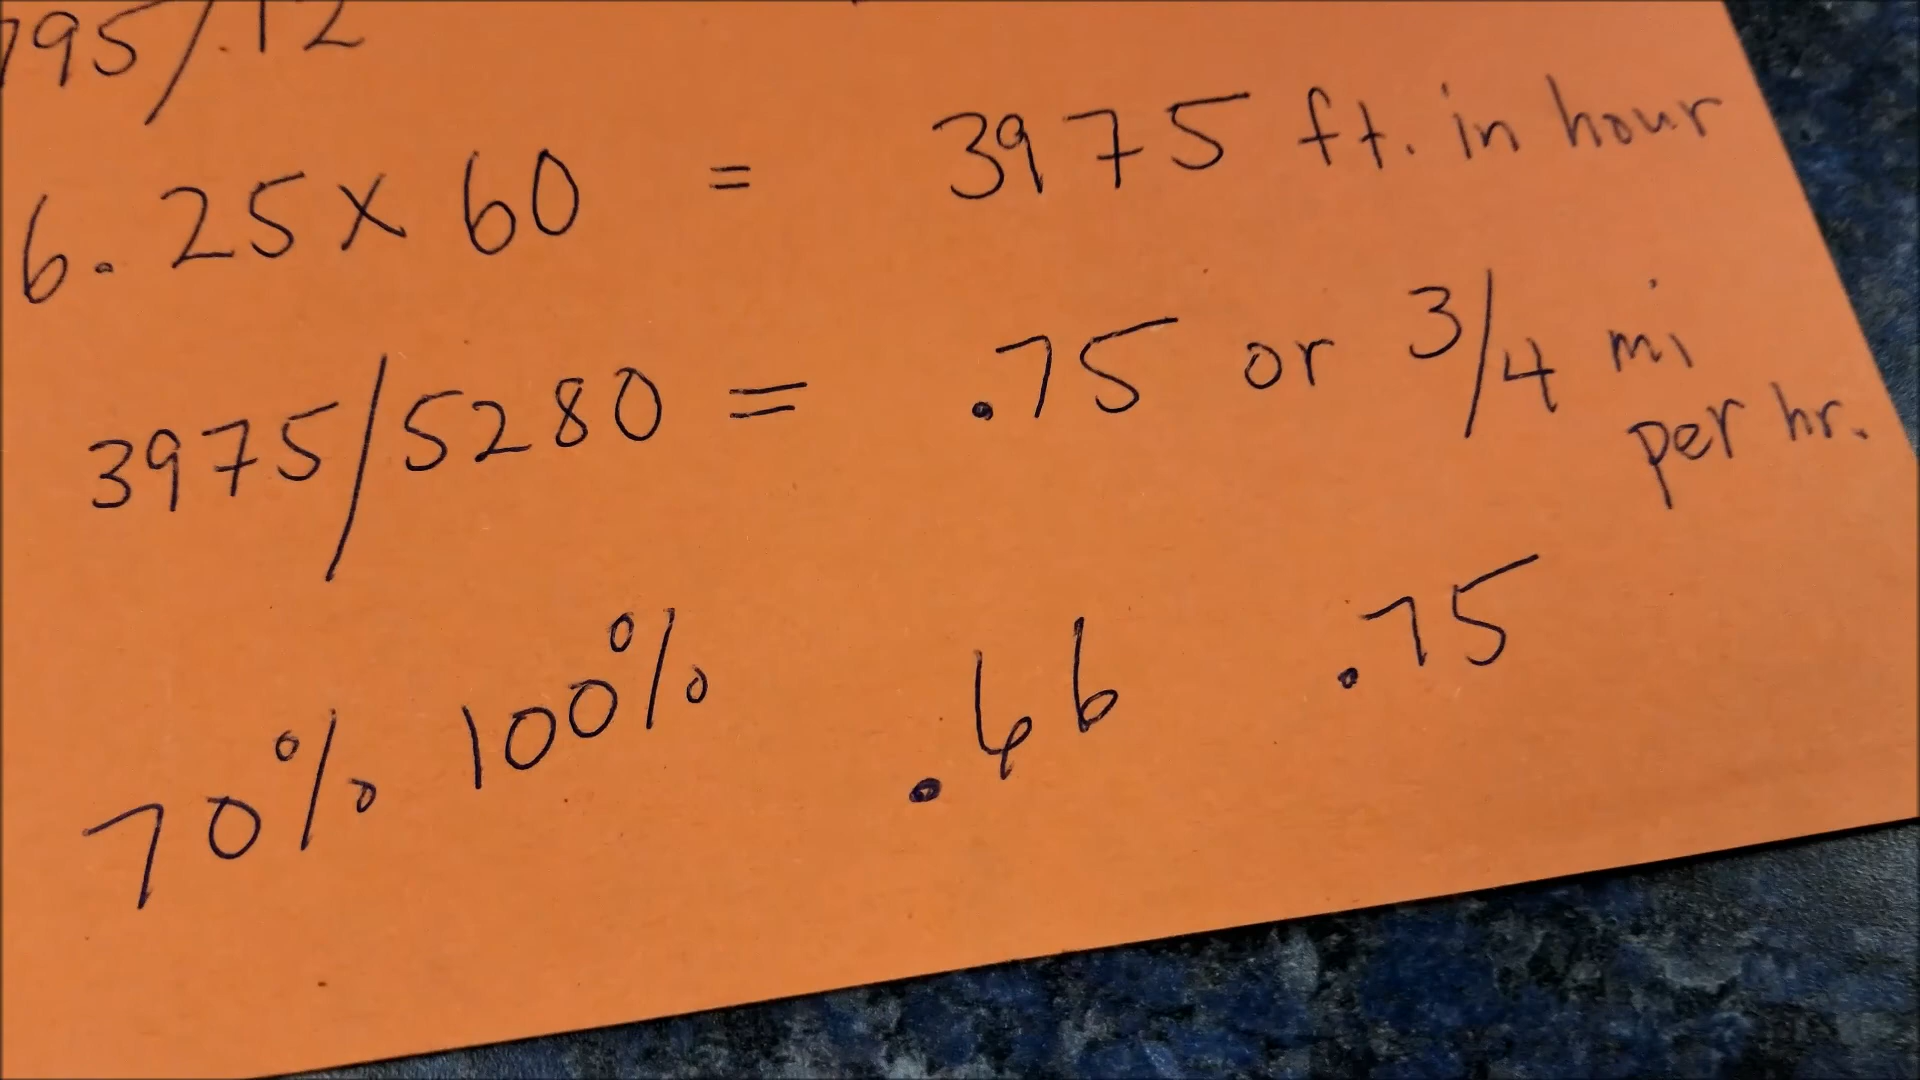 795/.12
6.25 x 60 = 3975 ft. in hour
3975/5280 = .75 or 3/4 mi
per hr.
70% 100% .66 .75